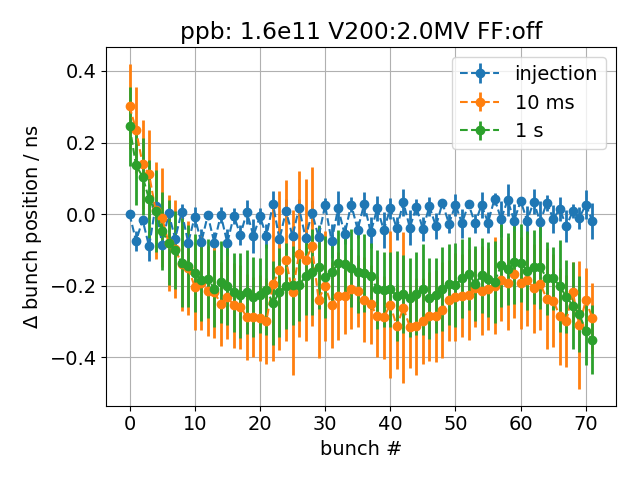 ppb: 1.6e11 V200:2.0MV FF:off
injection
10 ms
1 s
Δ bunch position / ns
0.4
0.2
0.0
−0.2
−0.4
0 10 20 30 40 50 60 70
bunch #